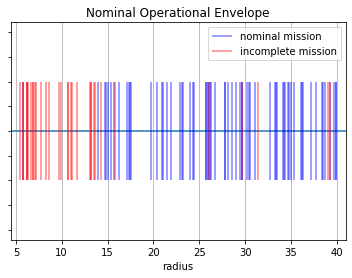 Nominal Operational Envelope
nominal mission
incomplete mission
5 10 15 20 25 30 35 40
radius